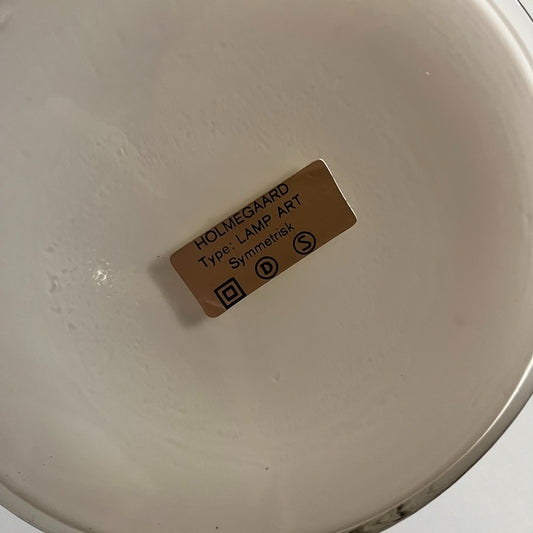 HOLMEGAARD
Type: LAMP ART
Symmetrisk
D S